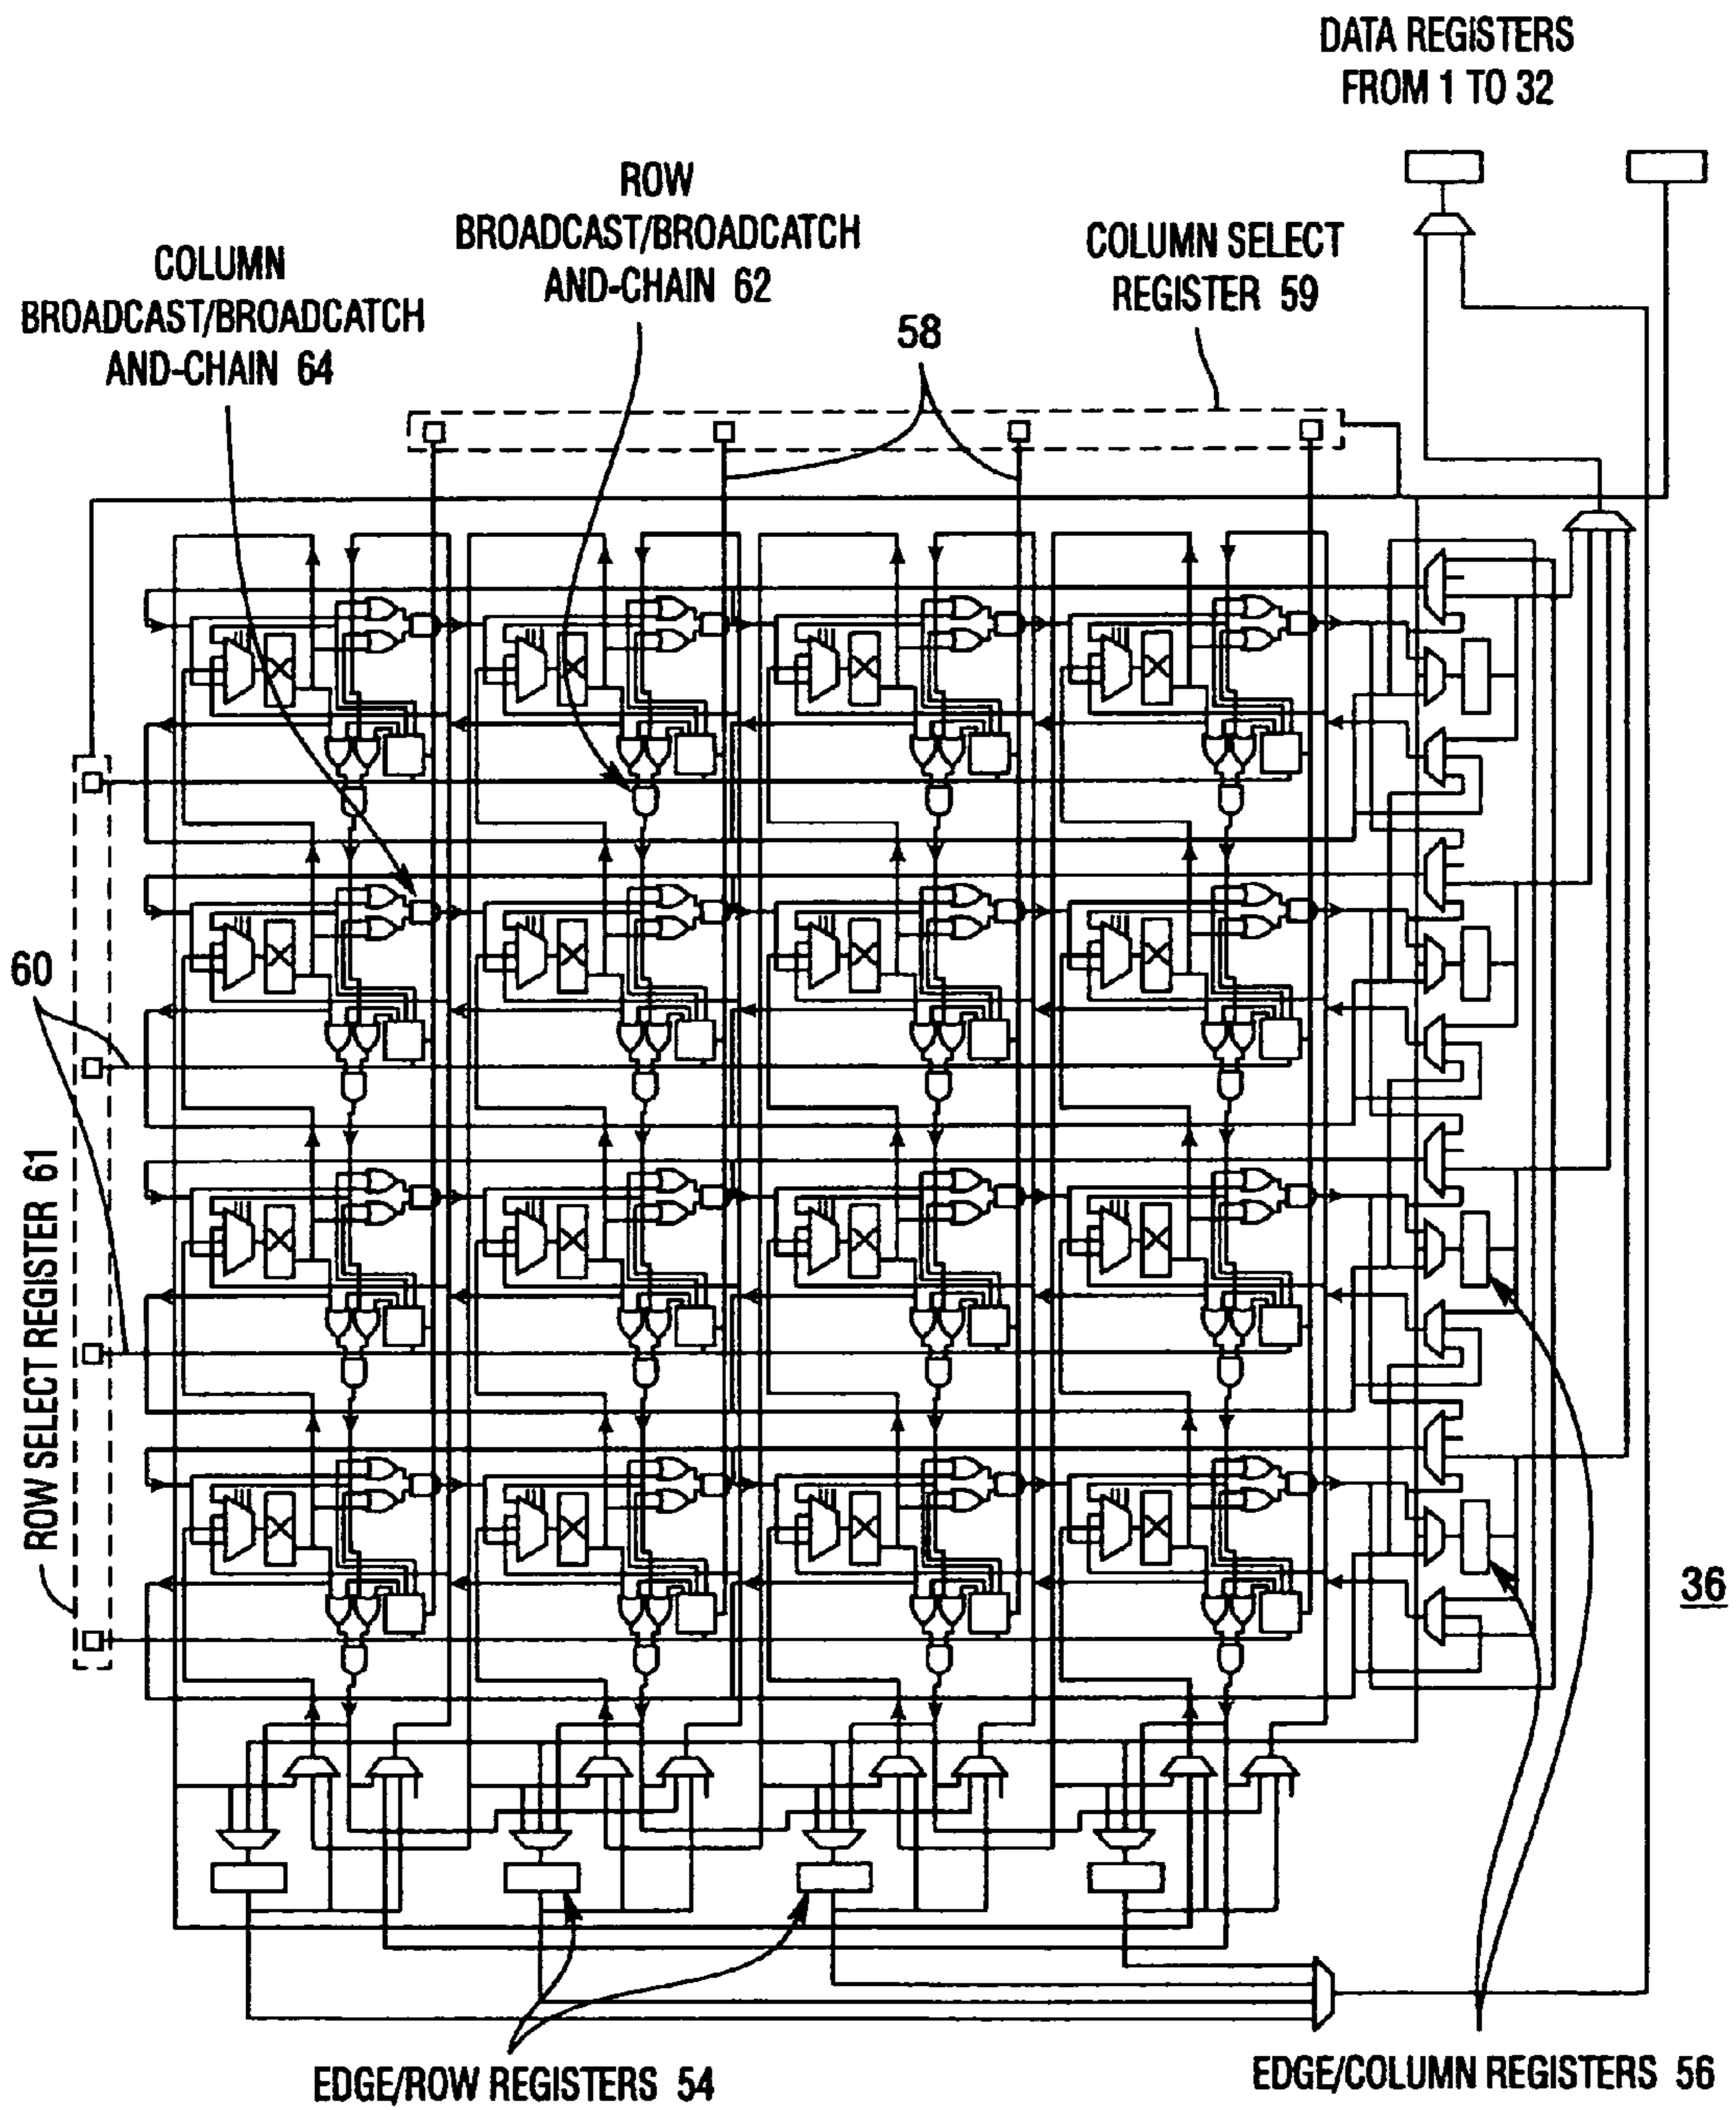 DATA REGISTERS
FROM 1 TO 32
ROW
BROADCAST/BROADCATCH
AND-CHAIN 62
COLUMN SELECT
REGISTER 59
COLUMN
BROADCAST/BROADCATCH
AND-CHAIN 64
58
60
ROW SELECT REGISTER 61
36
EDGE/ROW REGISTERS 54
EDGE/COLUMN REGISTERS 56